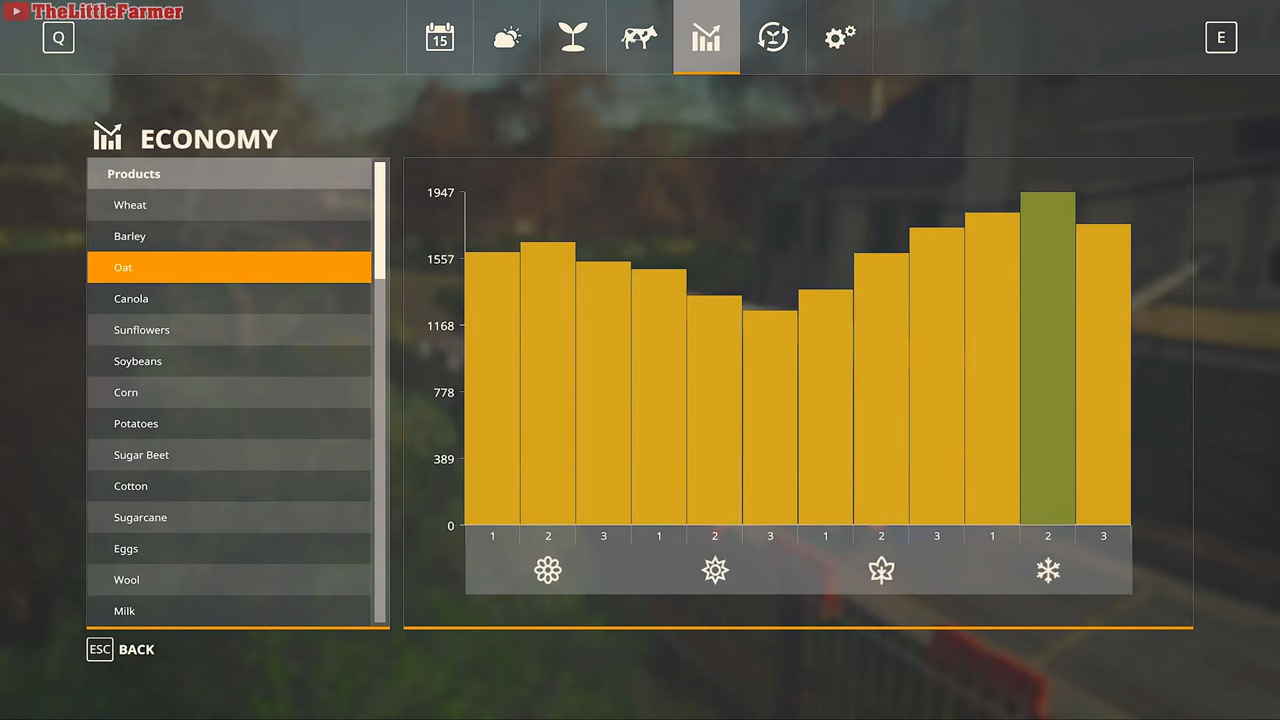 TheLittleFarmer
Q
15
E
ECONOMY
Products
Wheat
Barley
Oat
Canola
Sunflowers
Soybeans
Corn
Potatoes
Sugar Beet
Cotton
Sugarcane
Eggs
Wool
Milk
1947
1557
1168
778
389
0
1 2 3 1 2 3 1 2 3 1 2 3
ESC BACK